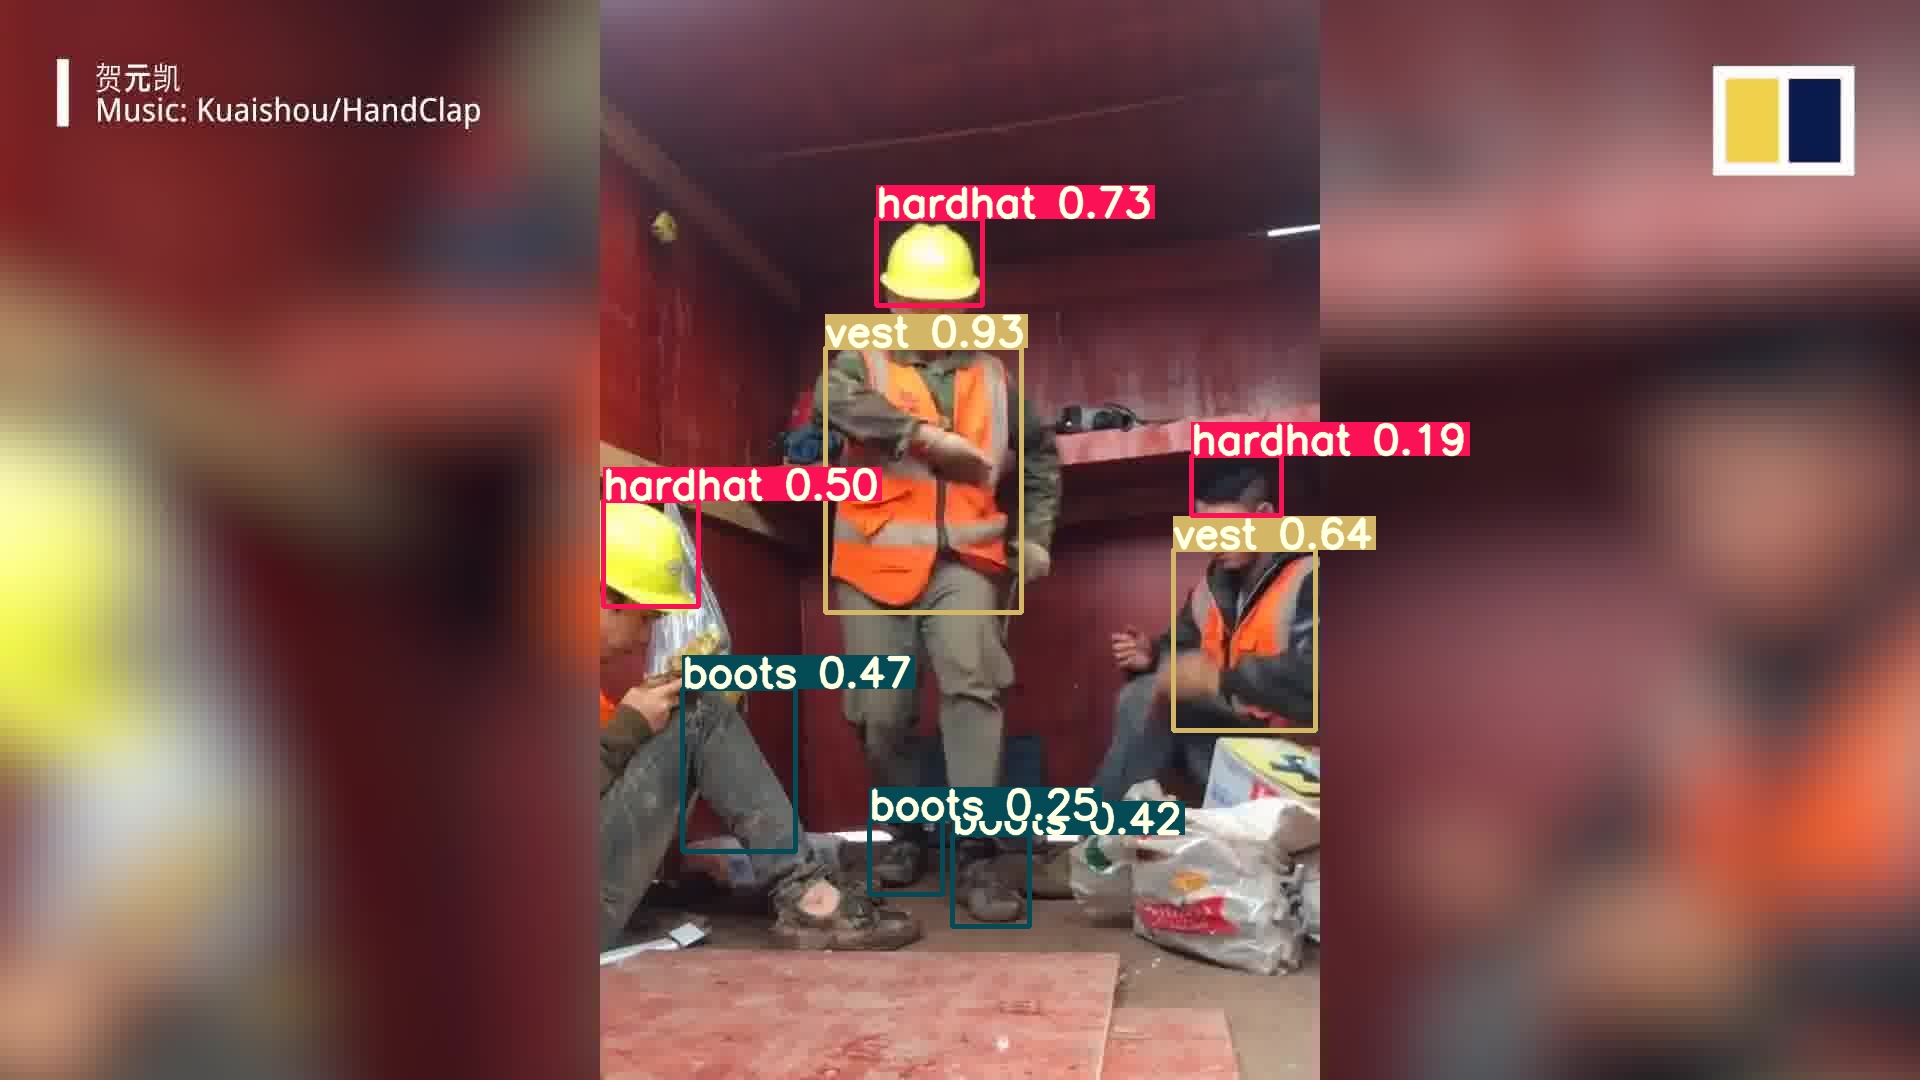 贺元凯
Music: Kuaishou/HandClap
hardhat 0.73
vest 0.93
hardhat 0.19
hardhat 0.50
vest 0.64
boots 0.47
boots 0.25
boots 0.42